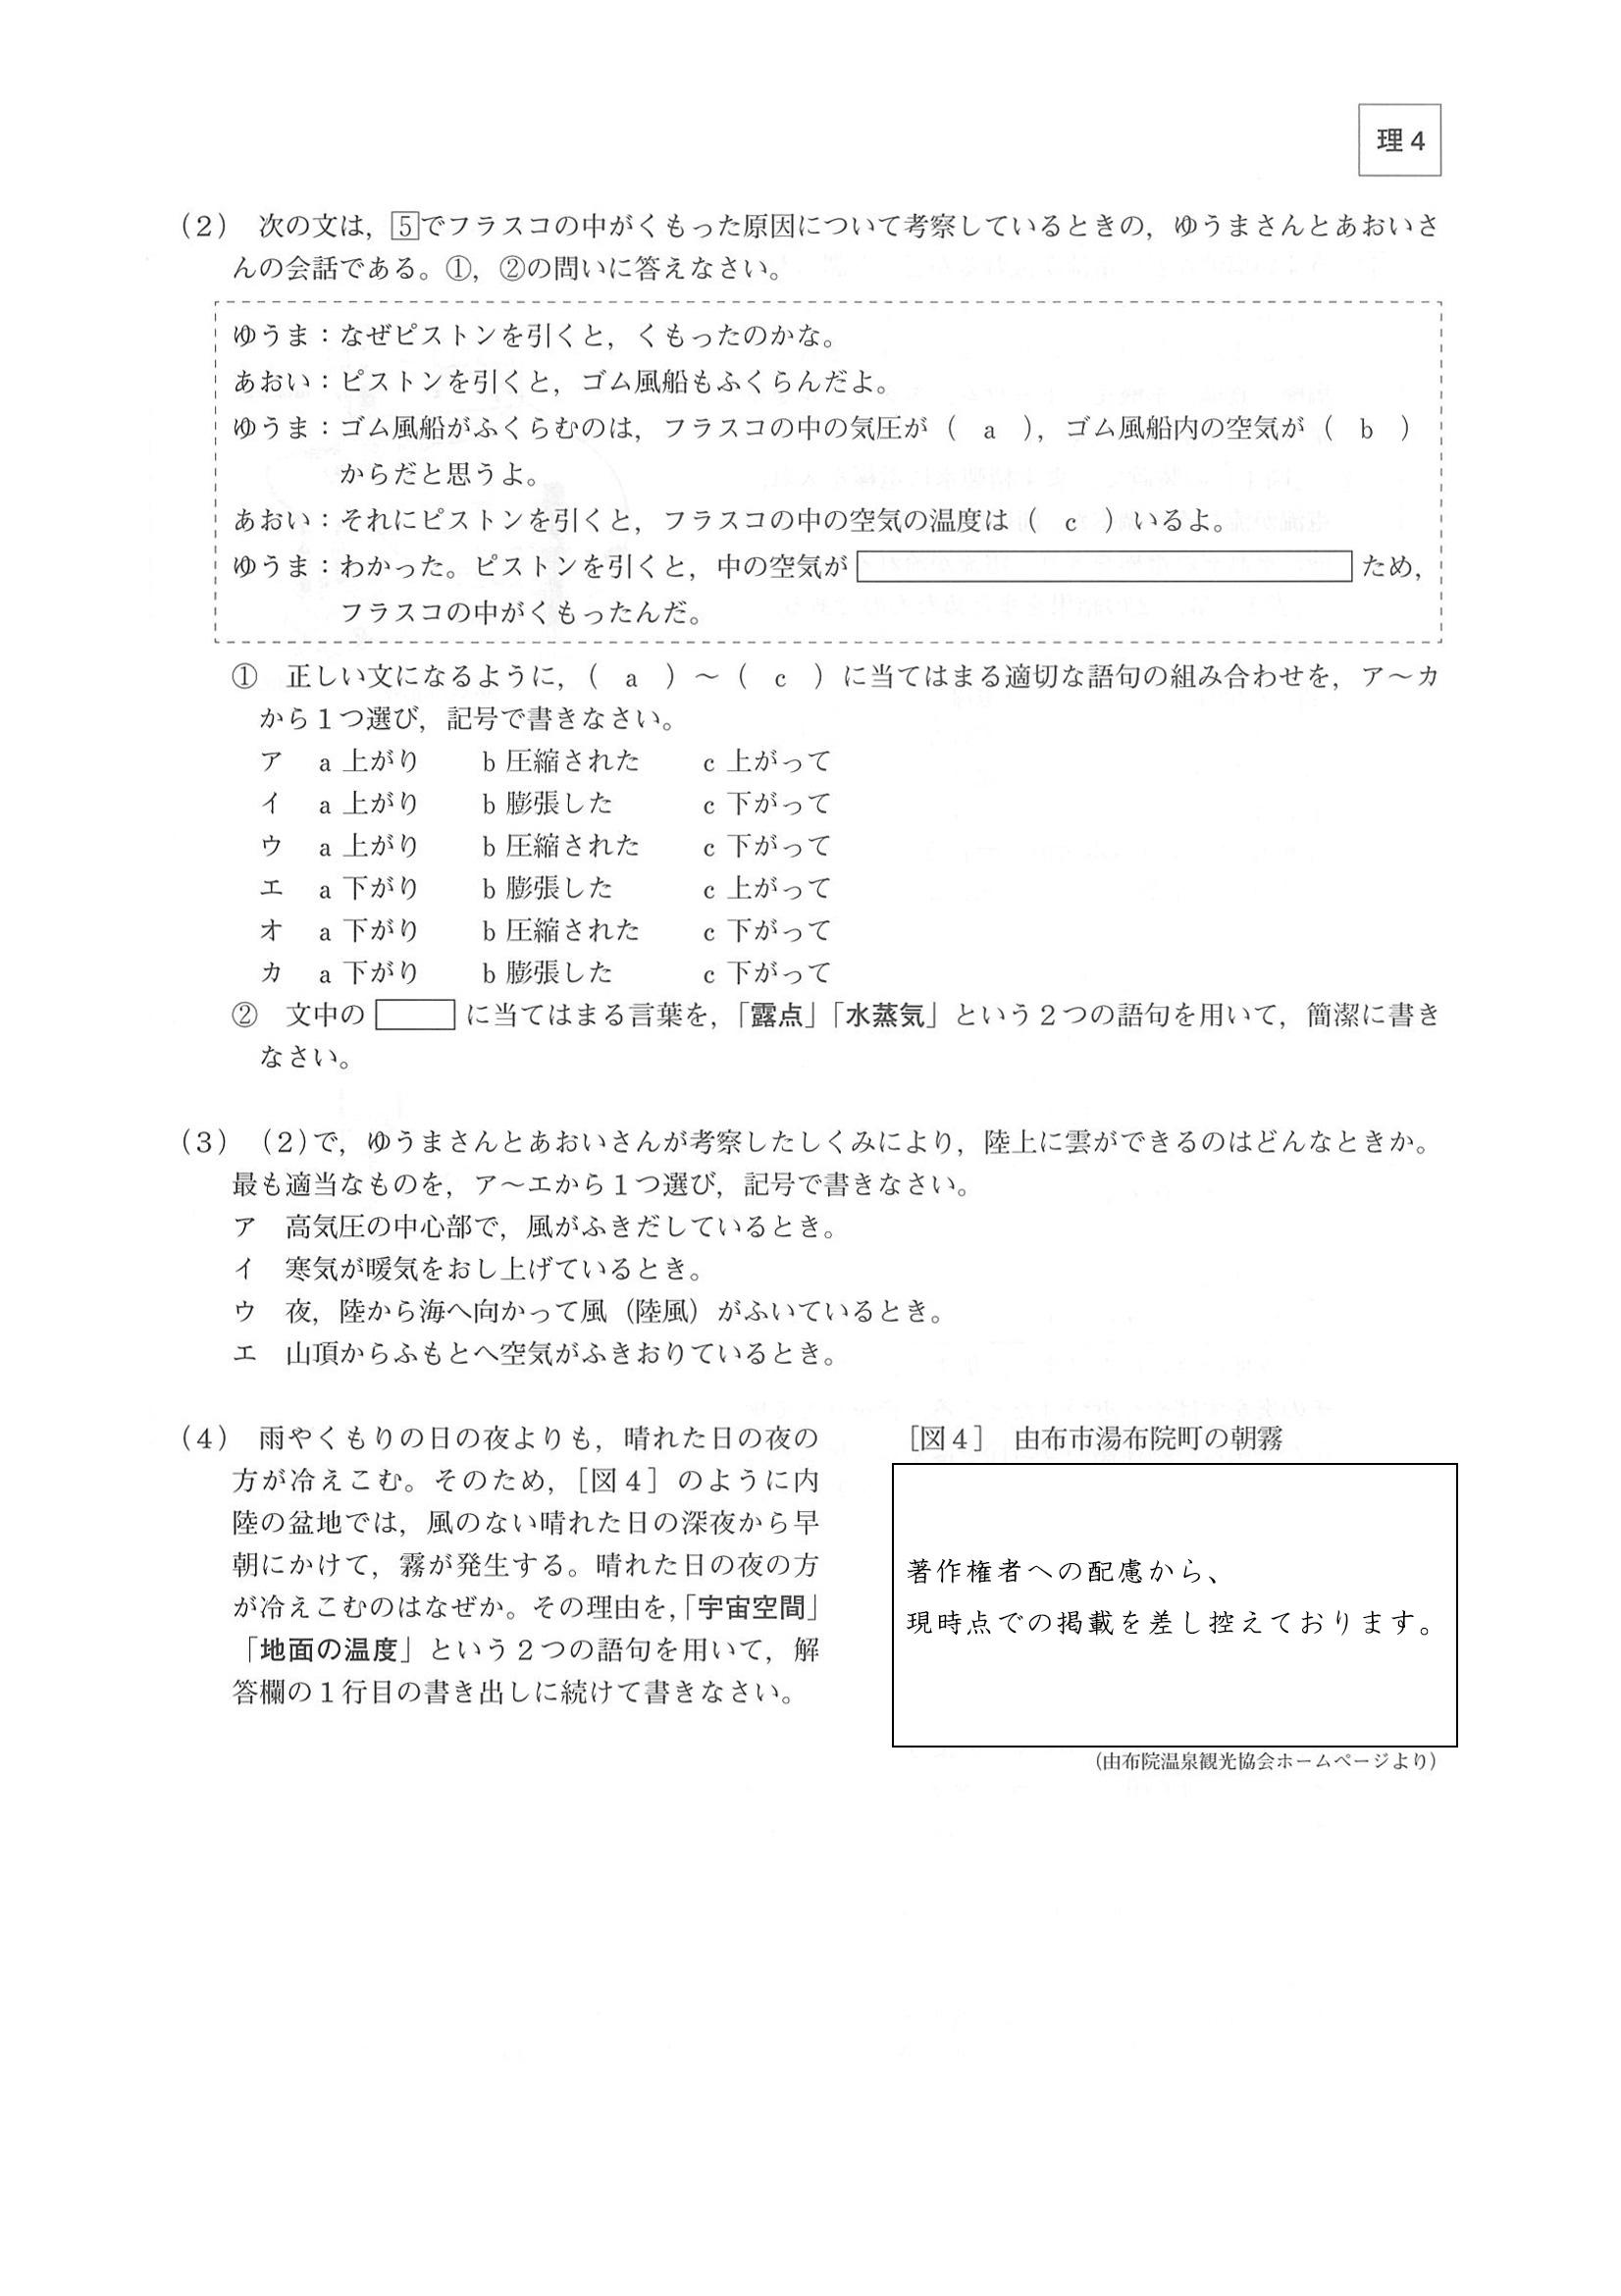 理4
(2) 次の文は，5でフラスコの中がくもった原因について考察しているときの，ゆうまさんとあおいさ
んの会話である。①，②の問いに答えなさい。
ゆうま：なぜピストンを引くと，くもったのかな。
あおい：ピストンを引くと，ゴム風船もふくらんだよ。
ゆうま：ゴム風船がふくらむのは，フラスコの中の気圧が（　a　），ゴム風船内の空気が（　b　）
からだと思うよ。
あおい：それにピストンを引くと，フラスコの中の空気の温度は（　c　）いるよ。
ゆうま：わかった。ピストンを引くと，中の空気が　　　　ため，
フラスコの中がくもったんだ。
①　正しい文になるように，（　a　）～（　c　）に当てはまる適切な語句の組み合わせを，ア～カ
から１つ選び，記号で書きなさい。
ア　a 上がり　b 圧縮された　c 上がって
イ　a 上がり　b 膨張した　c 下がって
ウ　a 上がり　b 圧縮された　c 下がって
エ　a 下がり　b 膨張した　c 上がって
オ　a 下がり　b 圧縮された　c 下がって
カ　a 下がり　b 膨張した　c 下がって
②　文中の　　　に当てはまる言葉を，「露点」「水蒸気」という２つの語句を用いて，簡潔に書き
なさい。
(3) (2)で，ゆうまさんとあおいさんが考察したしくみにより，陸上に雲ができるのはどんなときか。
最も適当なものを，ア～エから１つ選び，記号で書きなさい。
ア　高気圧の中心部で，風がふきだしているとき。
イ　寒気が暖気をおし上げているとき。
ウ　夜，陸から海へ向かって風（陸風）がふいているとき。
エ　山頂からふもとへ空気がふきおりているとき。
(4) 雨やくもりの日の夜よりも，晴れた日の夜の
方が冷えこむ。そのため，［図４］のように内
陸の盆地では，風のない晴れた日の深夜から早
朝にかけて，霧が発生する。晴れた日の夜の方
が冷えこむのはなぜか。その理由を，「宇宙空間」
「地面の温度」という２つの語句を用いて，解
答欄の１行目の書き出しに続けて書きなさい。
［図４］　由布市湯布院町の朝霧
著作権者への配慮から、
現時点での掲載を差し控えております。
（由布院温泉観光協会ホームページより）